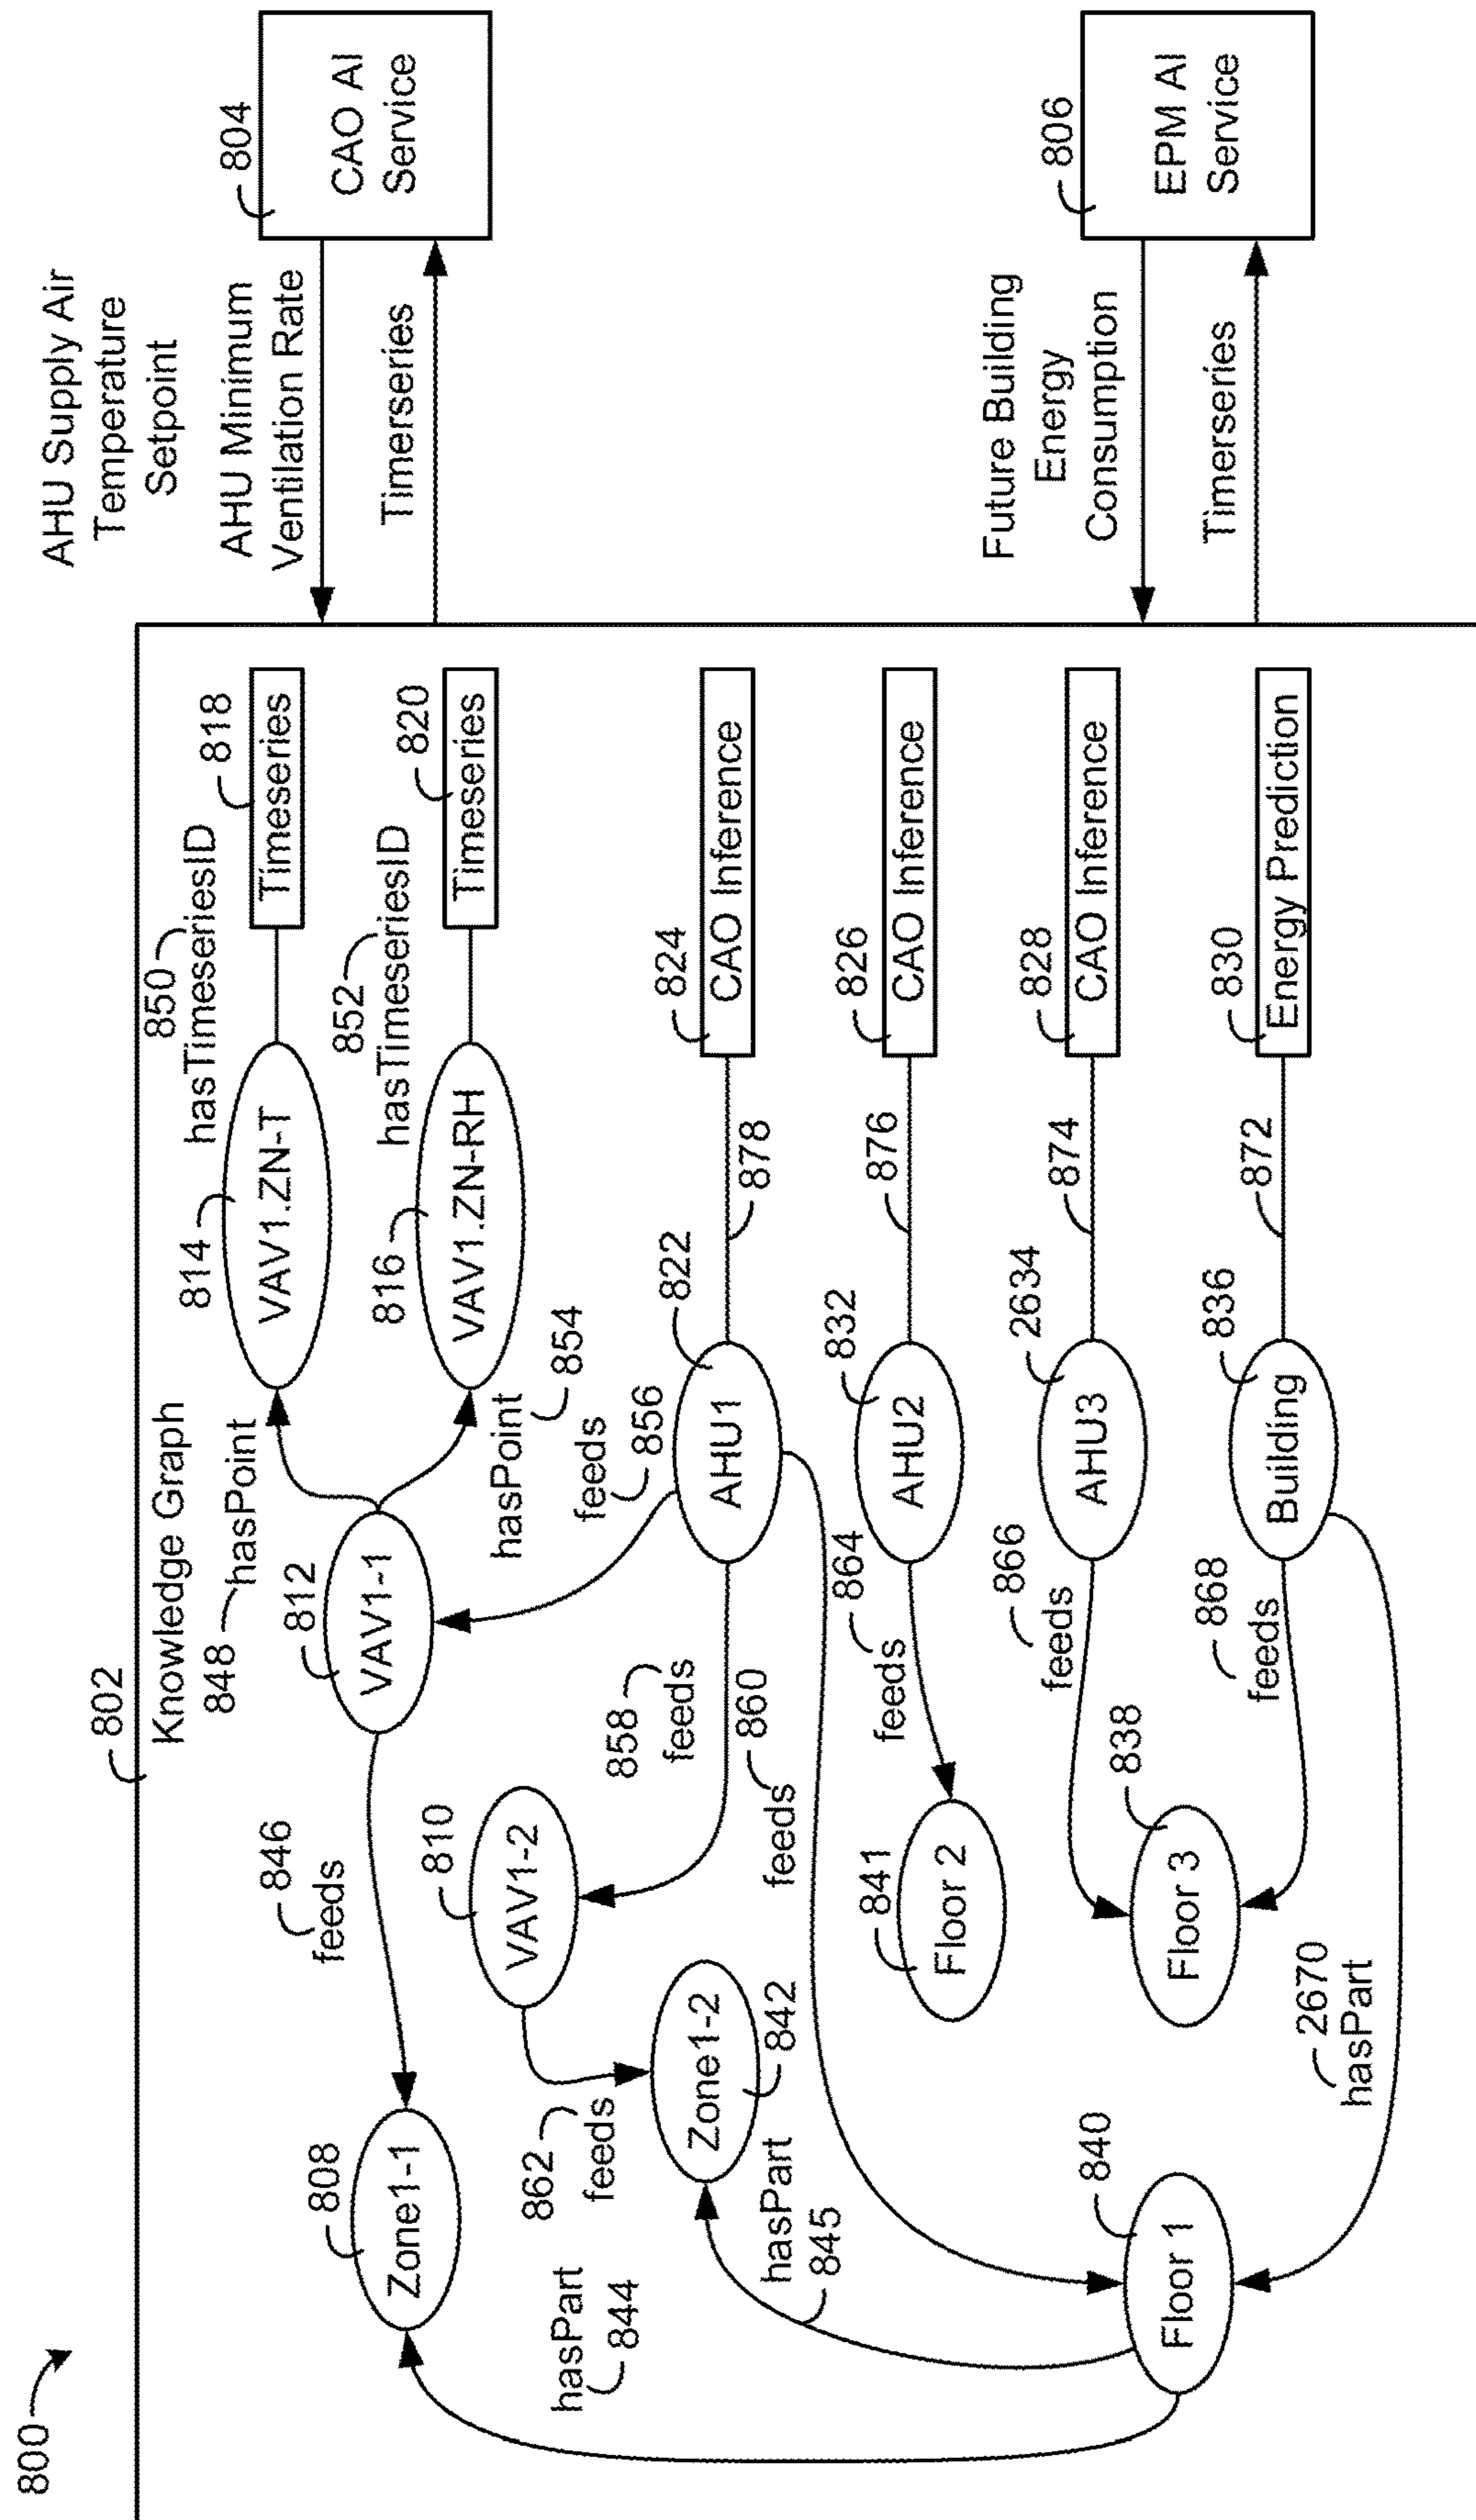 800
802
Knowledge Graph
848
hasPoint
846
feeds
812
VAV1-1
814
VAV1.ZN-T
850
hasTimeseriesID
818
Timeseries
808
Zone1-1
810
VAV1-2
816
VAV1.ZN-RH
852
hasTimeseriesID
820
Timeseries
hasPoint
854
feeds
856
862
feeds
hasPart
844
Zone1-2
842
858
feeds
860
feeds
822
AHU1
878
824
CAO Inference
hasPart
845
841
Floor 2
864
feeds
832
AHU2
876
826
CAO Inference
840
Floor 1
838
Floor 3
866
feeds
2634
AHU3
874
828
CAO Inference
868
feeds
836
Building
872
830
Energy Prediction
2670
hasPart
AHU Supply Air
Temperature
Setpoint
AHU Minimum
Ventilation Rate
Timerseries
804
CAO AI
Service
Future Building
Energy
Consumption
Timerseries
806
EPM AI
Service